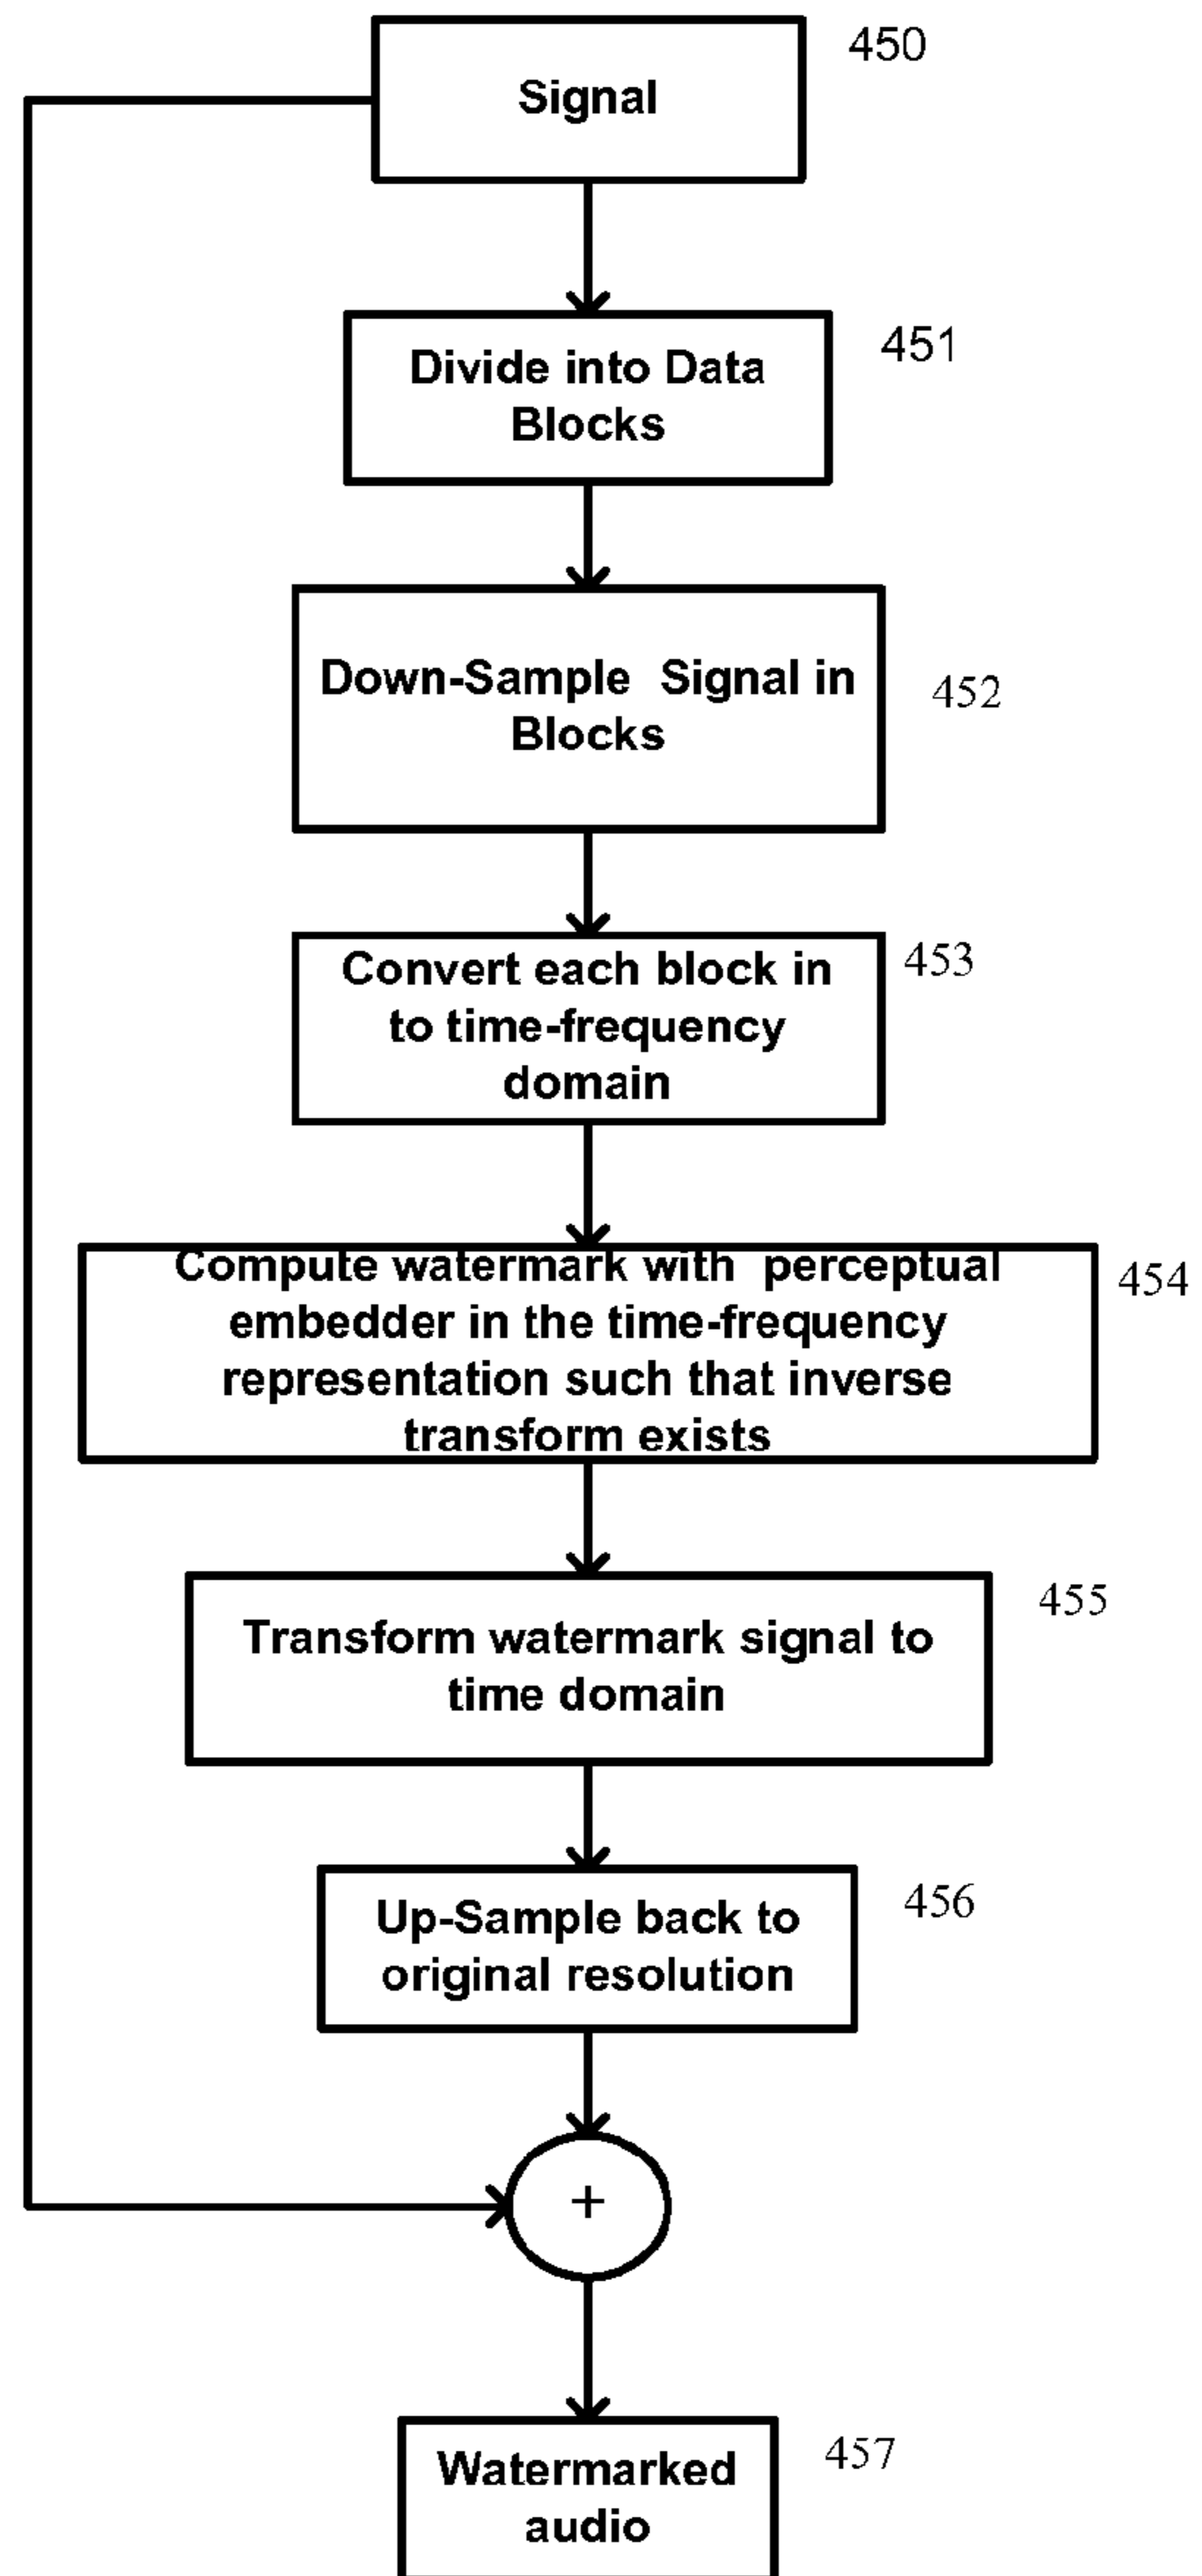 Signal
450
Divide into Data
Blocks
451
Down-Sample Signal in
Blocks
452
Convert each block in
to time-frequency
domain
453
Compute watermark with perceptual
embedder in the time-frequency
representation such that inverse
transform exists
454
Transform watermark signal to
time domain
455
Up-Sample back to
original resolution
456
+
Watermarked
audio
457